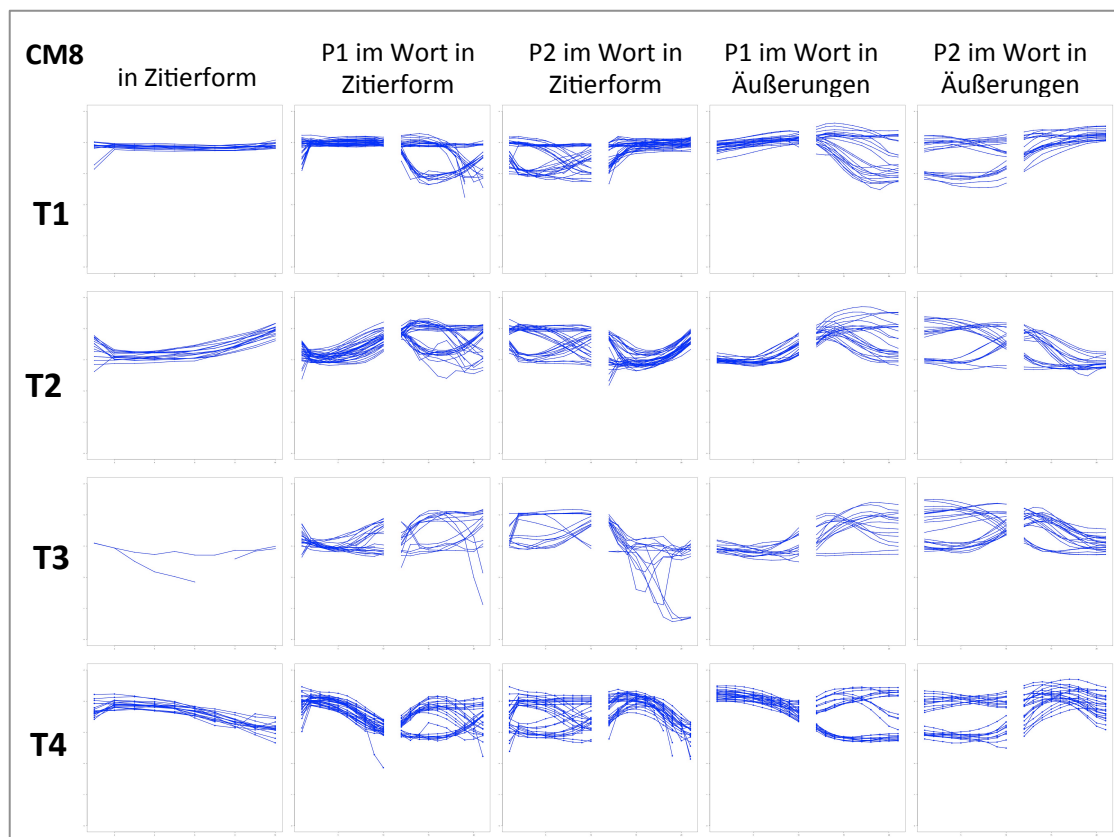 CM8
in Zitierform
P1 im Wort in
Zitierform
P2 im Wort in
Zitierform
P1 im Wort in
Äußerungen
P2 im Wort in
Äußerungen
T1
T2
T3
T4